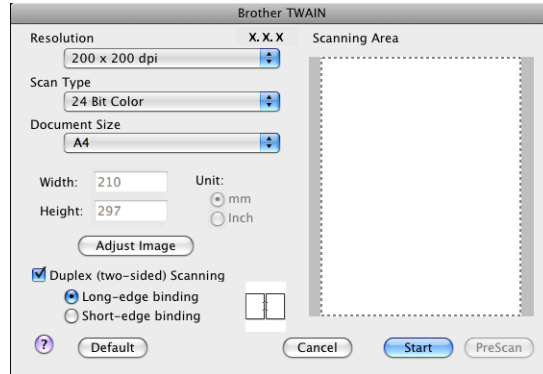 Brother TWAIN
Resolution X.X.X
200 x 200 dpi
Scan Type
24 Bit Color
Document Size
A4
Width: 210
Height: 297
Unit:
mm
Inch
Adjust Image
Duplex (two-sided) Scanning
Long-edge binding
Short-edge binding
Scanning Area
? Default Cancel Start PreScan